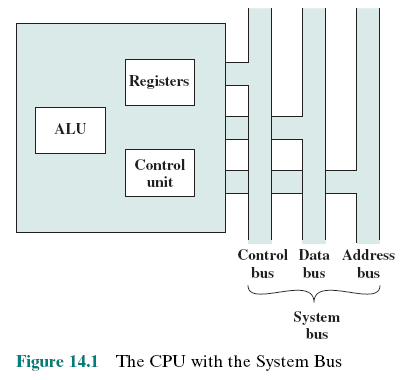 Registers
ALU
Control
unit
Control Data Address
bus bus bus
System
bus
Figure 14.1 The CPU with the System Bus